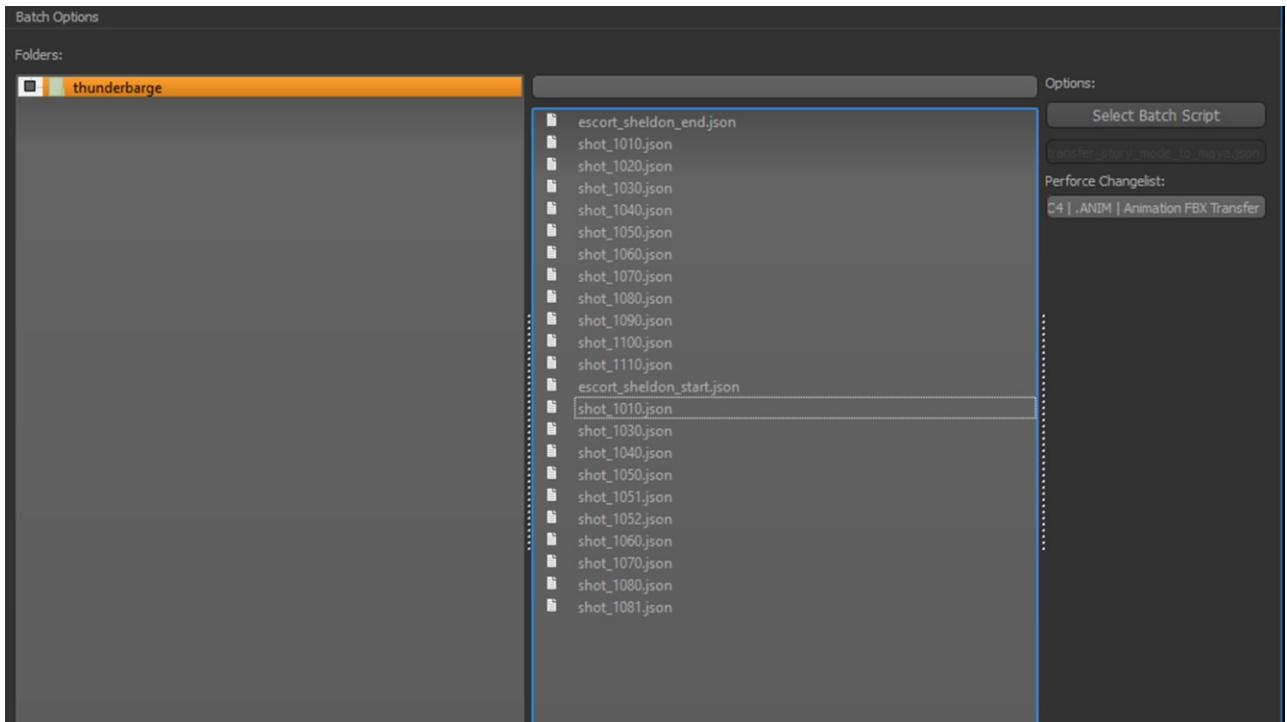 Batch Options
Folders:
thunderbarge
escort_sheldon_end.json
shot_1010.json
shot_1020.json
shot_1030.json
shot_1040.json
shot_1050.json
shot_1060.json
shot_1070.json
shot_1080.json
shot_1090.json
shot_1100.json
shot_1110.json
escort_sheldon_start.json
shot_1010.json
shot_1030.json
shot_1040.json
shot_1050.json
shot_1051.json
shot_1052.json
shot_1060.json
shot_1070.json
shot_1080.json
shot_1081.json
Options:
Select Batch Script
transfer_story_mode_to_maya.json
Perforce Changelist:
C4 | .ANIM | Animation FBX Transfer